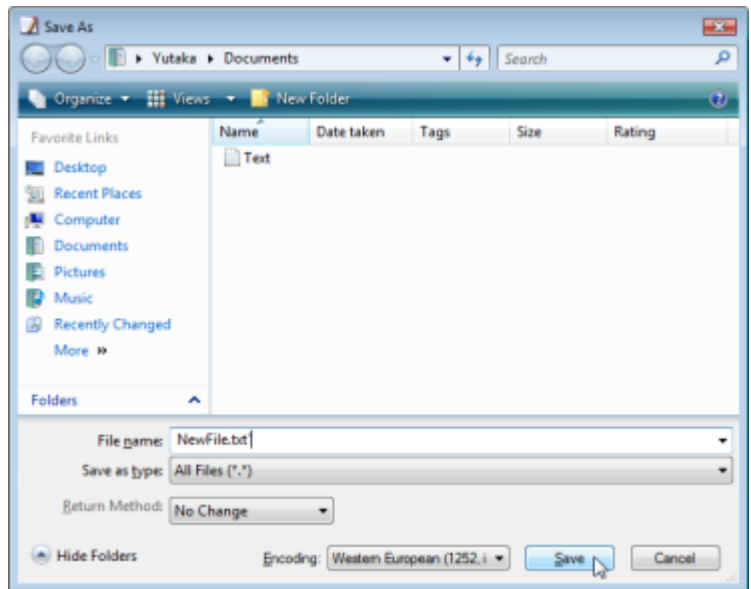 Save As
Yutaka Documents Search
Organize Views New Folder
Favorite Links
Name Date taken Tags Size Rating
Text
Desktop
Recent Places
Computer
Documents
Pictures
Music
Recently Changed
More »
Folders
File name: NewFile.txt
Save as type: All Files (*.*)
Return Method: No Change
Hide Folders Encoding: Western European (1252, i Save Cancel